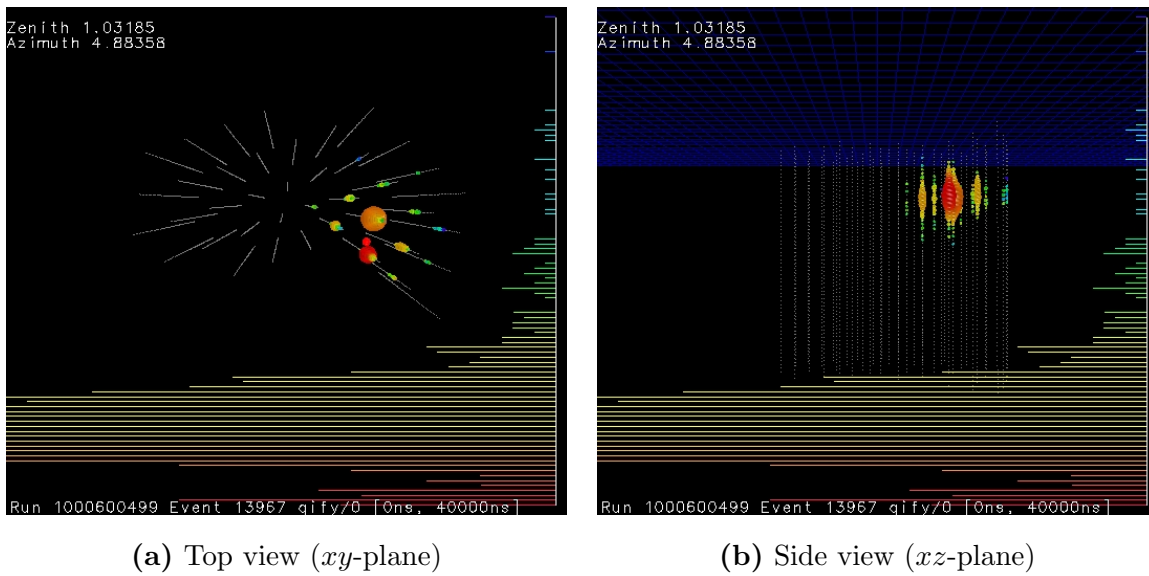 Zenith 1.03185
Azimuth 4.88358
Run 1000600499 Event 13967 gify/0 [0ns, 40000ns]
(a) Top view (xy-plane)
Zenith 1.03185
Azimuth 4.88358
Run 1000600499 Event 13967 gify/0 [0ns, 40000ns]
(b) Side view (xz-plane)